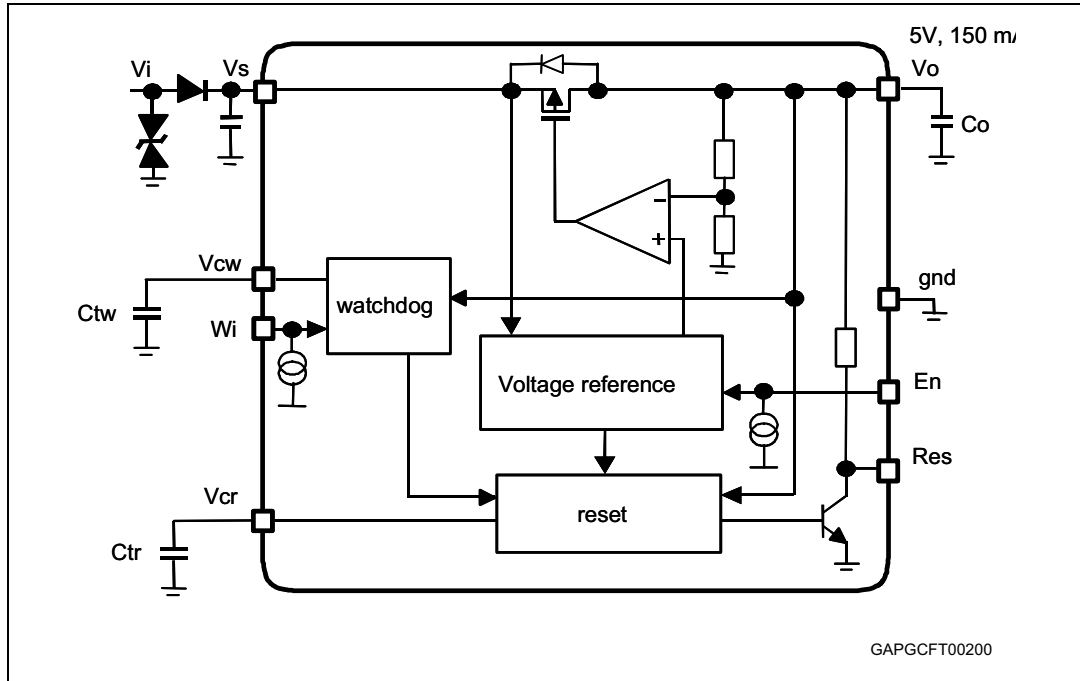 5V, 150 m
Vi
Vs
Vo
Co
−
+
Vcw
watchdog
gnd
Ctw
Wi
Voltage reference
En
Res
Vcr
reset
Ctr
GAPGCFT00200